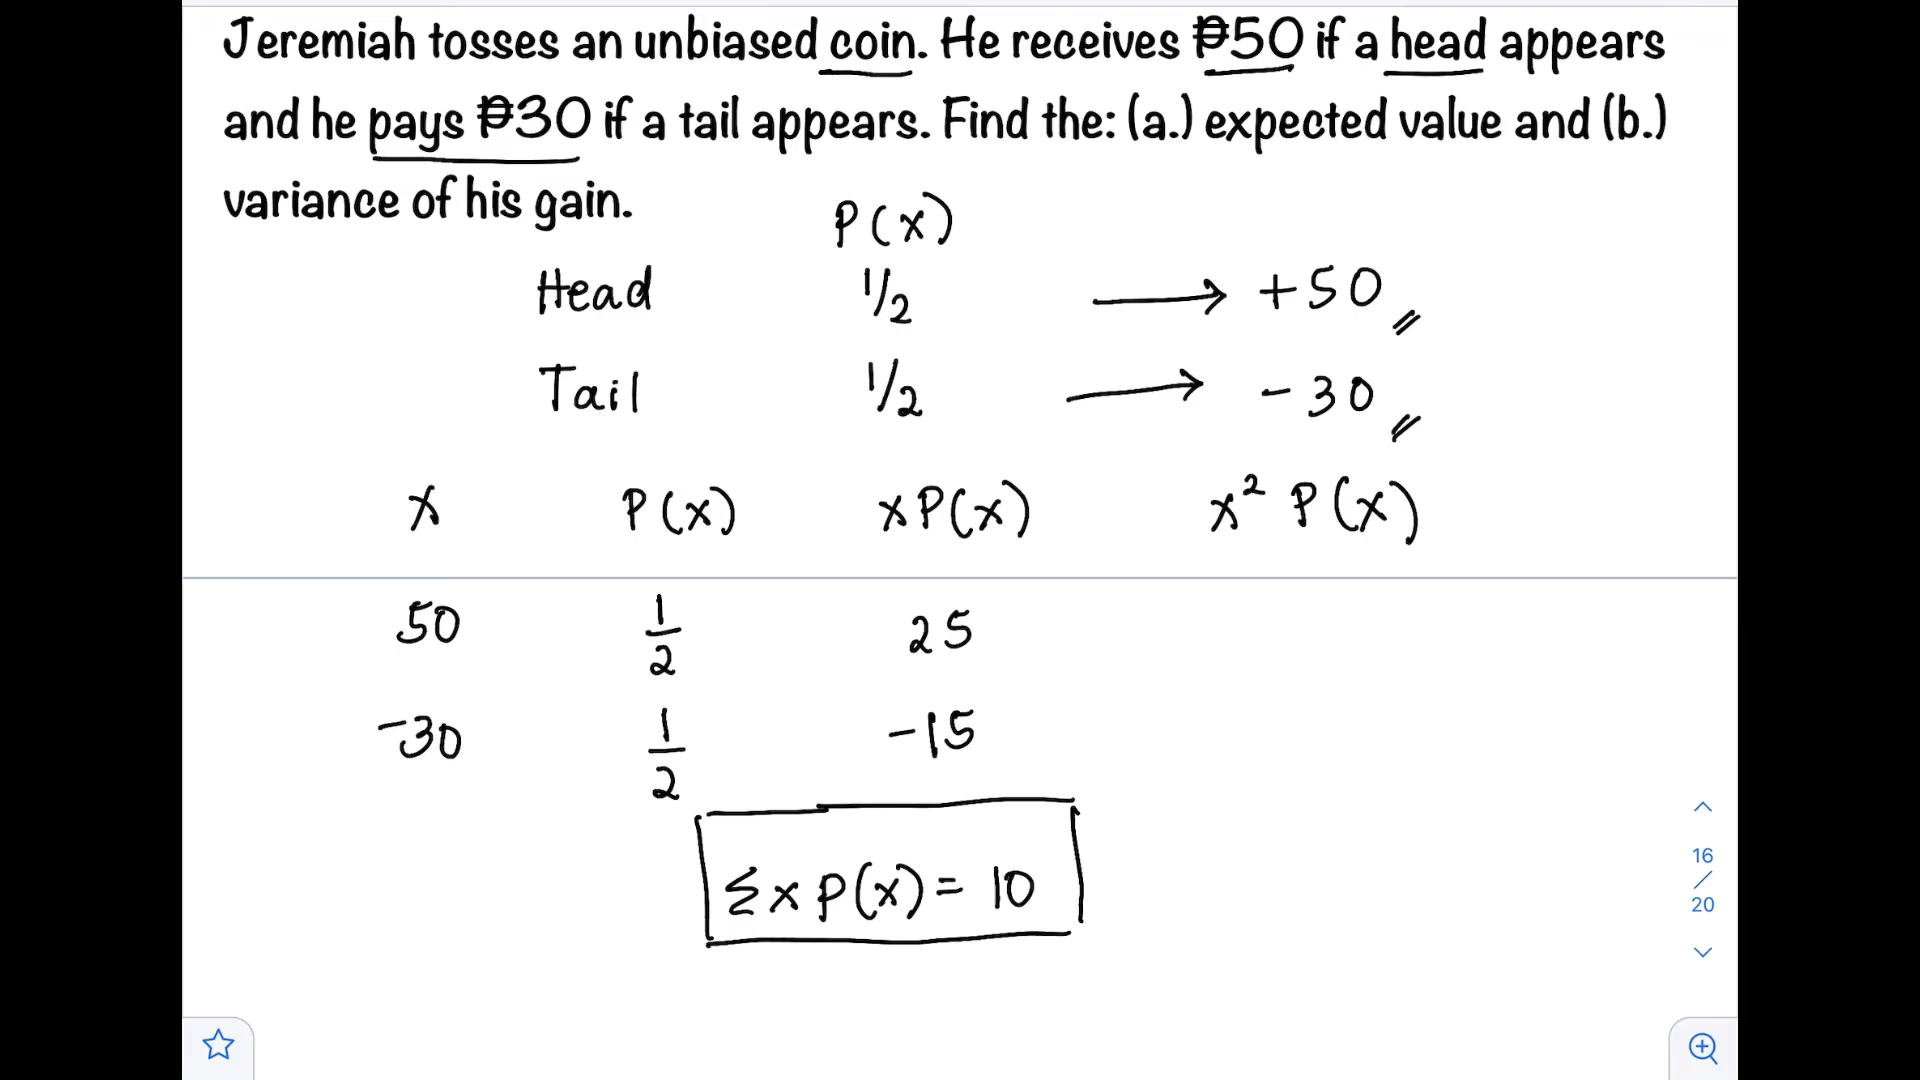 Jeremiah tosses an unbiased coin. He receives ₱50 if a head appears
and he pays ₱30 if a tail appears. Find the: (a.) expected value and (b.)
variance of his gain.
P(x)
Head 1/2 → +50
Tail 1/2 → -30
x P(x) xP(x) x² P(x)
50 1/2 25
-30 1/2 -15
Σ x P(x) = 10
16
/
20